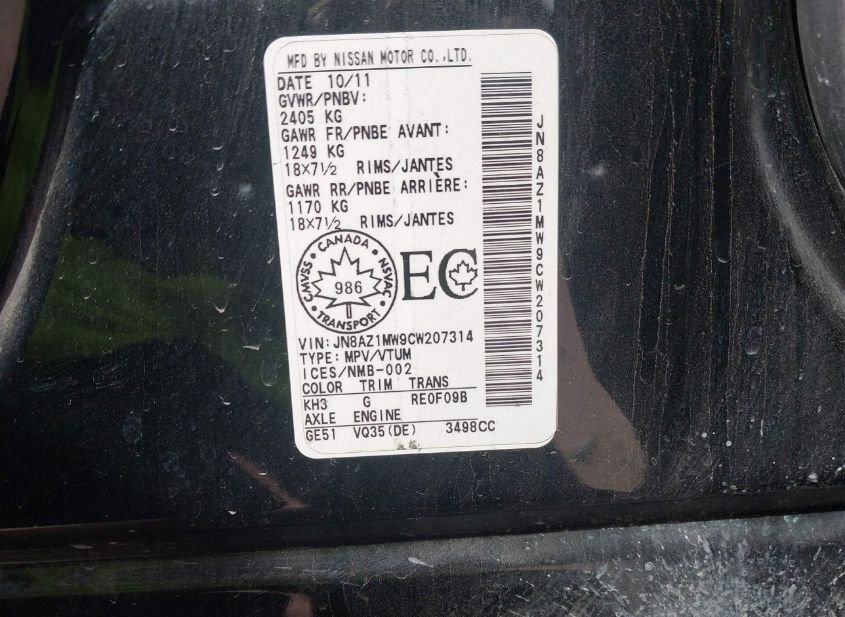 MFD BY NISSAN MOTOR CO.,LTD.
DATE 10/11
GVWR/PNBV:
2405 KG
GAWR FR/PNBE AVANT:
1249 KG
18X7½ RIMS/JANTES
GAWR RR/PNBE ARRIÈRE:
1170 KG
18X7½ RIMS/JANTES
CANADA
CMVSS NSVAC
986
TRANSPORT
EC
VIN:JN8AZ1MW9CW207314
TYPE: MPV/VTUM
ICES/NMB-002
COLOR TRIM TRANS
KH3 G RE0F09B
AXLE ENGINE
GE51 VQ35(DE) 3498CC
JN8AZ1MW9CW207314